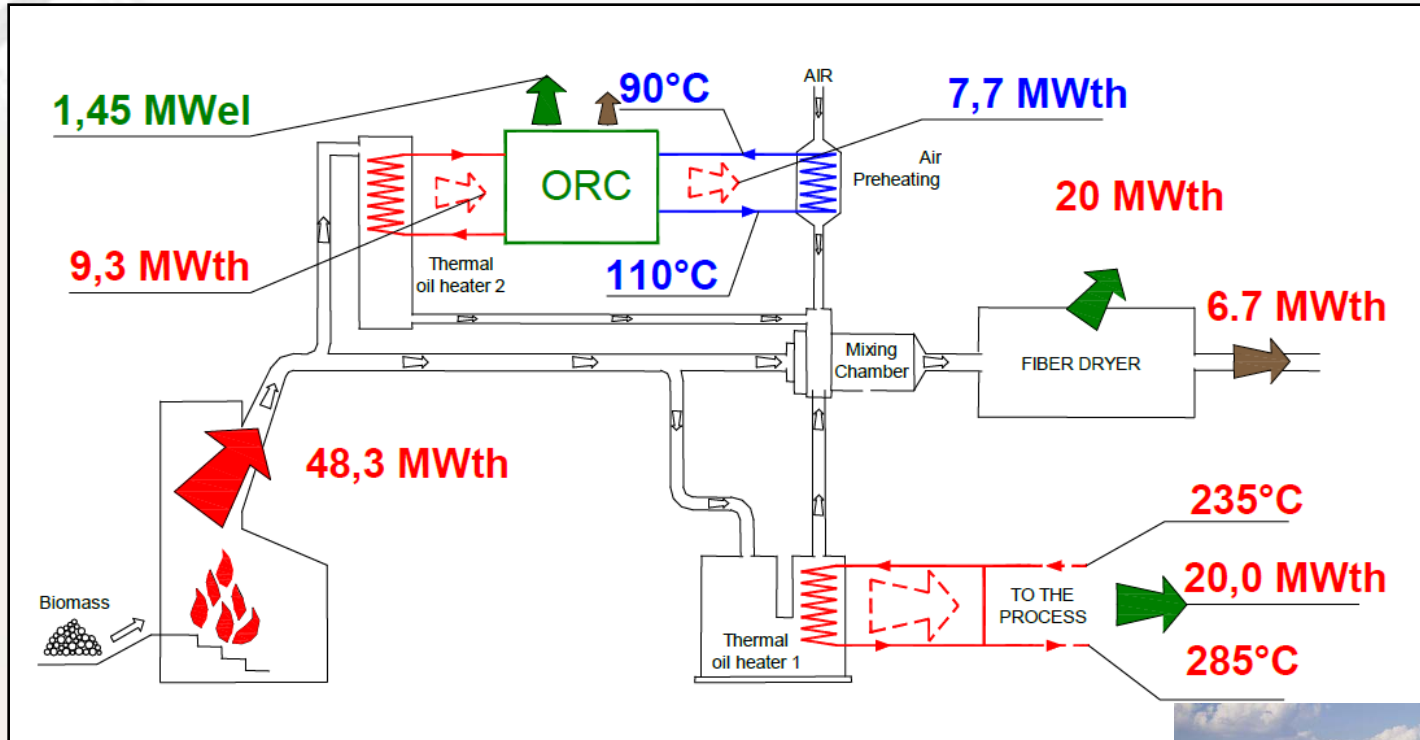 AIR
1,45 MWel
90°C
7,7 MWth
Air
Preheating
ORC
20 MWth
9,3 MWth
Thermal
oil heater 2
110°C
6.7 MWth
Mixing
Chamber
FIBER DRYER
48,3 MWth
235°C
Biomass
TO THE
PROCESS
20,0 MWth
Thermal
oil heater 1
285°C